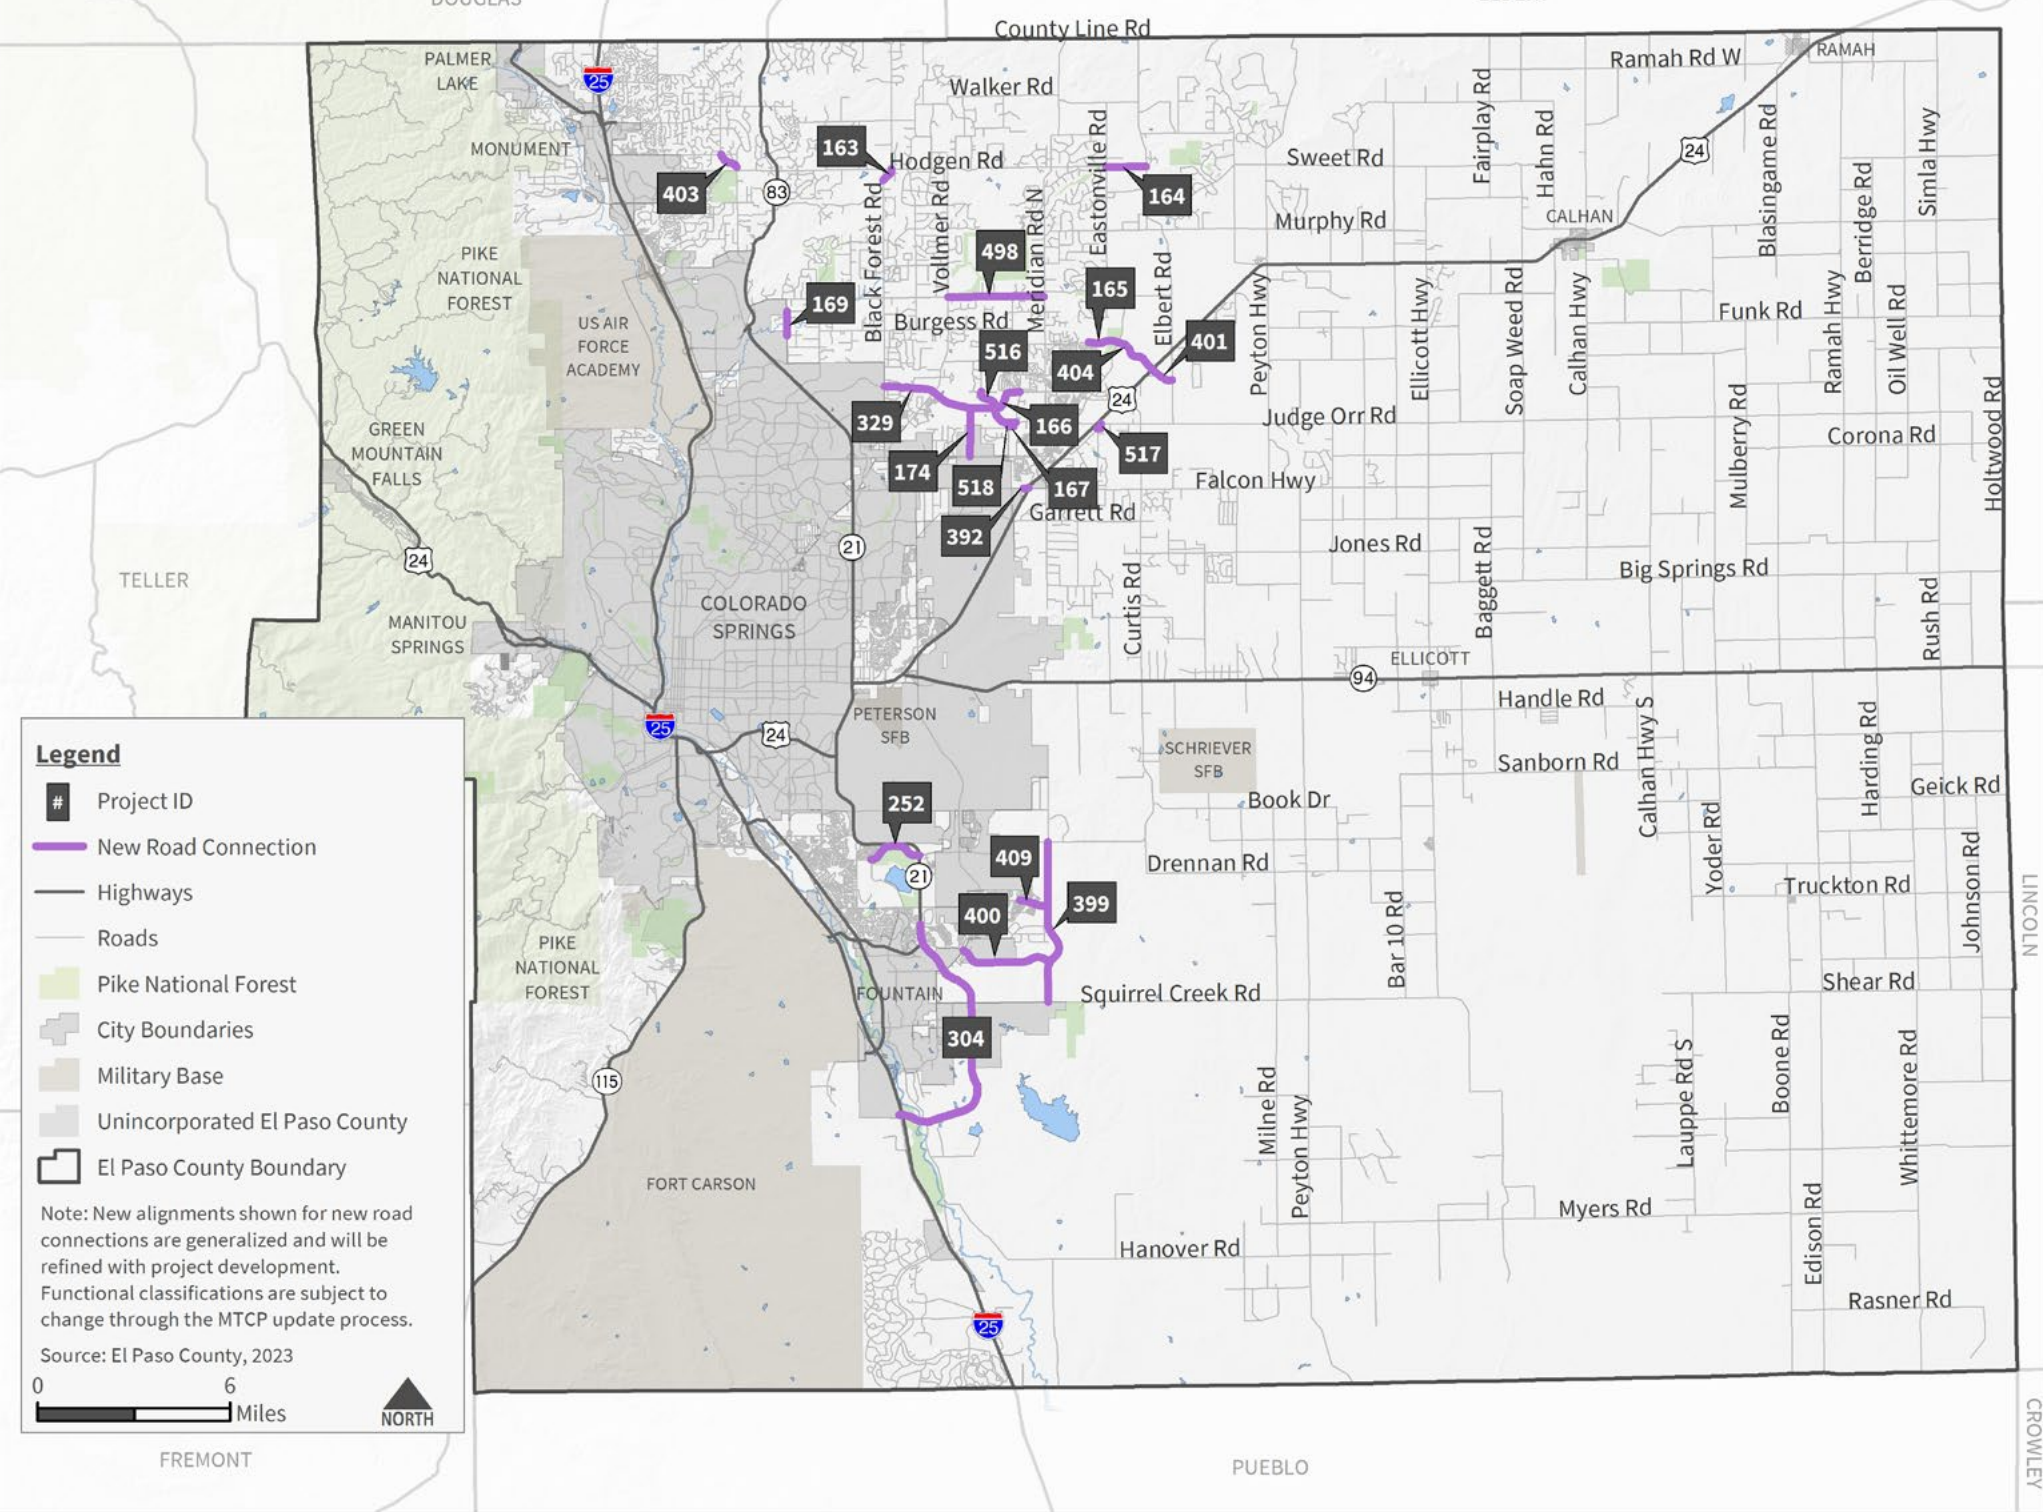 DOUGLAS
County Line Rd
PALMER
LAKE
25
Walker Rd
Ramah Rd W
RAMAH
Fairplay Rd
Hahn Rd
Blasingame Rd
Simla Hwy
Eastonville Rd
24
MONUMENT
163
Hodgen Rd
Sweet Rd
403
83
164
Berridge Rd
Black Forest Rd
Vollmer Rd
Meridian Rd N
Murphy Rd
CALHAN
PIKE
NATIONAL
FOREST
498
165
Elbert Rd
Peyton Hwy
Ellicott Hwy
Soap Weed Rd
Calhan Hwy
Ramah Hwy
Oil Well Rd
169
Burgess Rd
Funk Rd
US AIR
FORCE
ACADEMY
516
401
404
24
329
166
Judge Orr Rd
Mulberry Rd
Corona Rd
Holtwood Rd
GREEN
MOUNTAIN
FALLS
174
518
167
517
Falcon Hwy
392
Garrett Rd
21
24
Jones Rd
Baggett Rd
Big Springs Rd
TELLER
Curtis Rd
Rush Rd
COLORADO
SPRINGS
MANITOU
SPRINGS
94
ELLICOTT
Handle Rd
25
24
PETERSON
SFB
SCHRIEVER
SFB
Sanborn Rd
Calhan Hwy S
Harding Rd
Geick Rd
Book Dr
Yoder Rd
252
409
Drennan Rd
21
399
400
Truckton Rd
Johnson Rd
LINCOLN
Bar 10 Rd
PIKE
NATIONAL
FOREST
FOUNTAIN
Squirrel Creek Rd
Shear Rd
304
115
Milne Rd
Peyton Hwy
Lauppe Rd S
Boone Rd
Whittemore Rd
FORT CARSON
Edison Rd
Myers Rd
Hanover Rd
Rasner Rd
25
Legend
# Project ID
New Road Connection
Highways
Roads
Pike National Forest
City Boundaries
Military Base
Unincorporated El Paso County
El Paso County Boundary
Note: New alignments shown for new road
connections are generalized and will be
refined with project development.
Functional classifications are subject to
change through the MTCP update process.
Source: El Paso County, 2023
0 6
Miles
NORTH
FREMONT
PUEBLO
CROWLEY